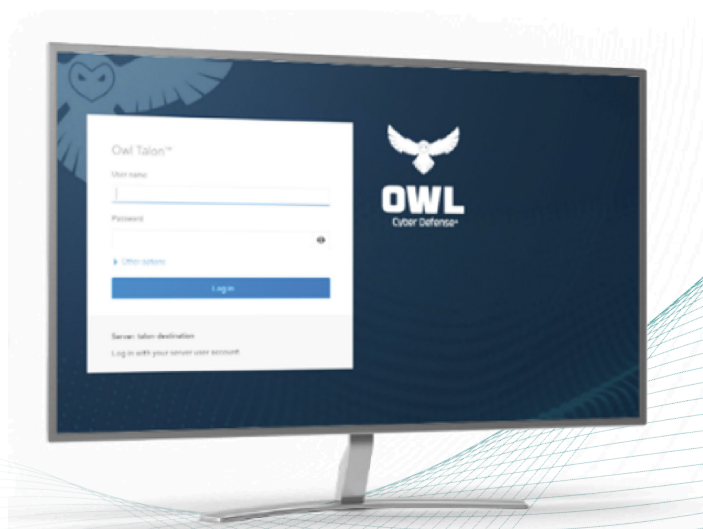 Owl Talon™
User name
Password
Other options
Log in
Server: talon destination
Log in with your server user account.
OWL
Cyber Defense®